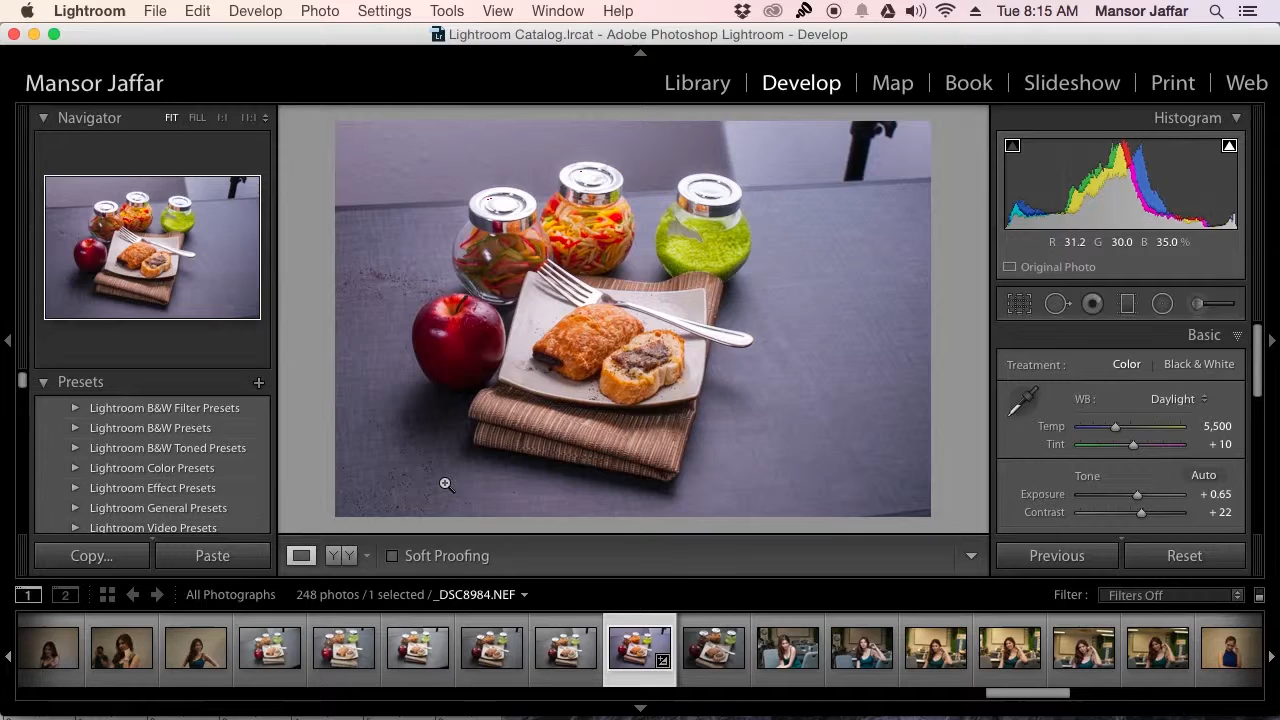 Lightroom File Edit Develop Photo Settings Tools View Window Help Tue 8:15 AM Mansor Jaffar
Lightroom Catalog.lrcat - Adobe Photoshop Lightroom - Develop
Mansor Jaffar Library | Develop | Map | Book | Slideshow | Print | Web
Navigator FIT FILL 1:1 11:1
Histogram
R 31.2 G 30.0 B 35.0 %
Original Photo
Basic
Treatment : Color | Black & White
WB : Daylight
Temp 5,500
Tint + 10
Tone Auto
Exposure + 0.65
Contrast + 22
Presets
Lightroom B&W Filter Presets
Lightroom B&W Presets
Lightroom B&W Toned Presets
Lightroom Color Presets
Lightroom Effect Presets
Lightroom General Presets
Lightroom Video Presets
Copy... Paste Y Y Soft Proofing Previous Reset
1 2 All Photographs 248 photos / 1 selected / _DSC8984.NEF Filter : Filters Off